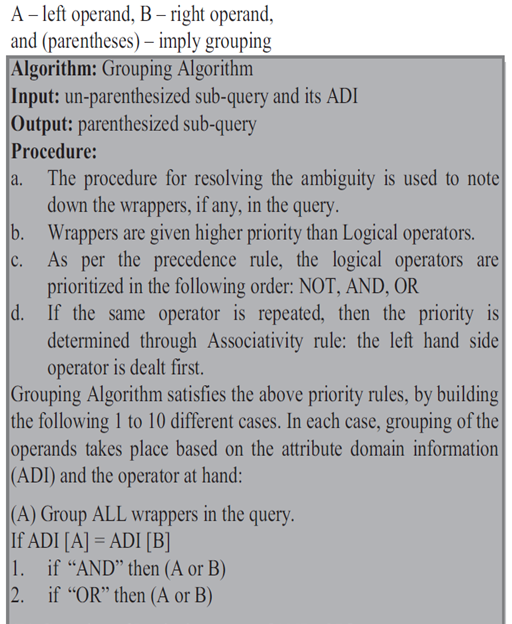 A – left operand, B – right operand,
and (parentheses) – imply grouping
Algorithm: Grouping Algorithm
Input: un-parenthesized sub-query and its ADI
Output: parenthesized sub-query
Procedure:
a. The procedure for resolving the ambiguity is used to note
down the wrappers, if any, in the query.
b. Wrappers are given higher priority than Logical operators.
c. As per the precedence rule, the logical operators are
prioritized in the following order: NOT, AND, OR
d. If the same operator is repeated, then the priority is
determined through Associativity rule: the left hand side
operator is dealt first.
Grouping Algorithm satisfies the above priority rules, by building
the following 1 to 10 different cases. In each case, grouping of the
operands takes place based on the attribute domain information
(ADI) and the operator at hand:
(A) Group ALL wrappers in the query.
If ADI [A] = ADI [B]
1. if “AND” then (A or B)
2. if “OR” then (A or B)